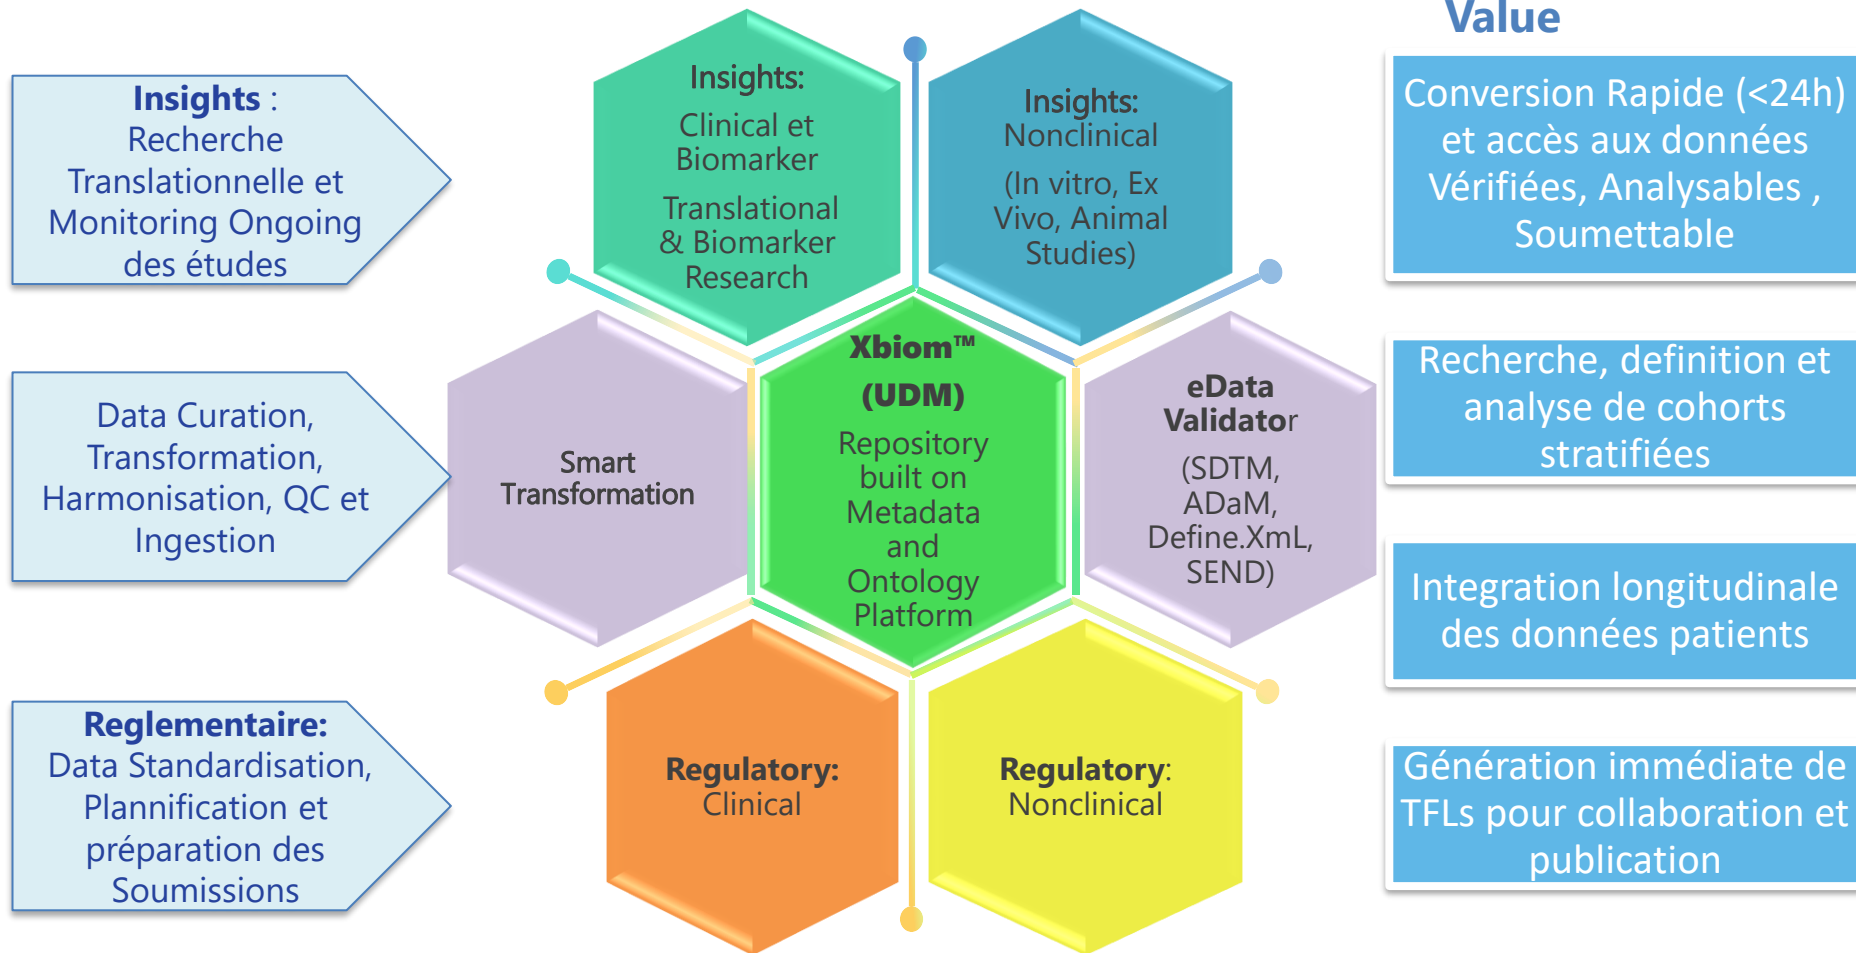 Value
Insights :
Recherche
Translationnelle et
Monitoring Ongoing
des études
Data Curation,
Transformation,
Harmonisation, QC et
Ingestion
Reglementaire:
Data Standardisation,
Plannification et
préparation des
Soumissions
Insights:
Clinical et
Biomarker
Translational
& Biomarker
Research
Insights:
Nonclinical
(In vitro, Ex
Vivo, Animal
Studies)
Smart
Transformation
Xbiom™
(UDM)
Repository
built on
Metadata
and
Ontology
Platform
eData
Validator
(SDTM,
ADaM,
Define.XmL,
SEND)
Regulatory:
Clinical
Regulatory:
Nonclinical
Conversion Rapide (<24h)
et accès aux données
Vérifiées, Analysables ,
Soumettable
Recherche, definition et
analyse de cohorts
stratifiées
Integration longitudinale
des données patients
Génération immédiate de
TFLs pour collaboration et
publication